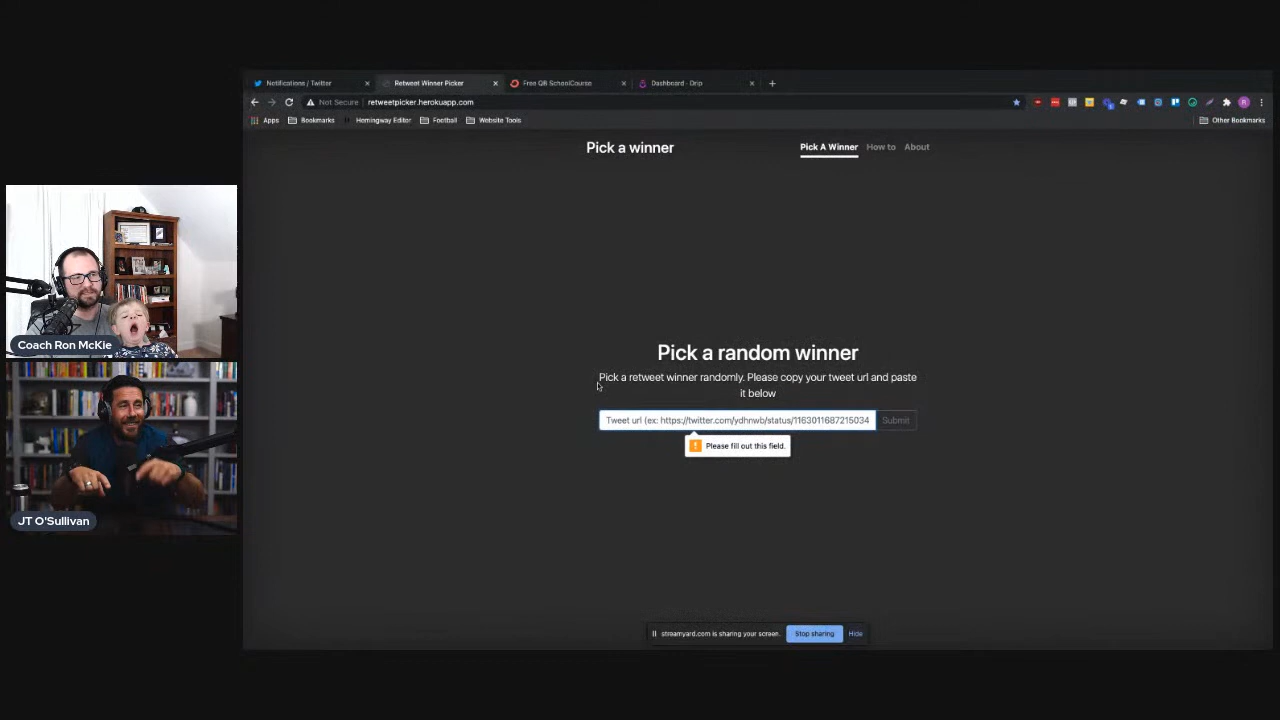 Notifications / Twitter
Retweet Winner Picker
Free QB SchoolCourse
Dashboard · Drip
Not Secure
retweetpicker.herokuapp.com
Apps
Bookmarks
Hemingway Editor
Football
Website Tools
Other Bookmarks
Pick a winner
Pick A Winner
How to
About
Pick a random winner
Pick a retweet winner randomly. Please copy your tweet url and paste
it below
Tweet url (ex: https://twitter.com/ydhnwb/status/1163011687215034
Submit
Please fill out this field.
Coach Ron McKie
JT O'Sullivan
streamyard.com is sharing your screen.
Stop sharing
Hide